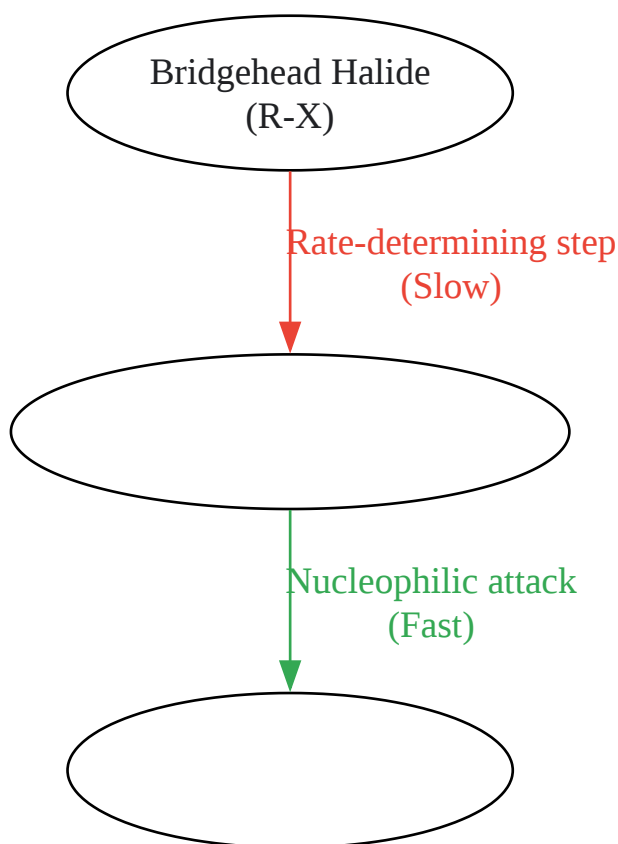 Bridgehead Halide
(R-X)
Rate-determining step
(Slow)
Nucleophilic attack
(Fast)